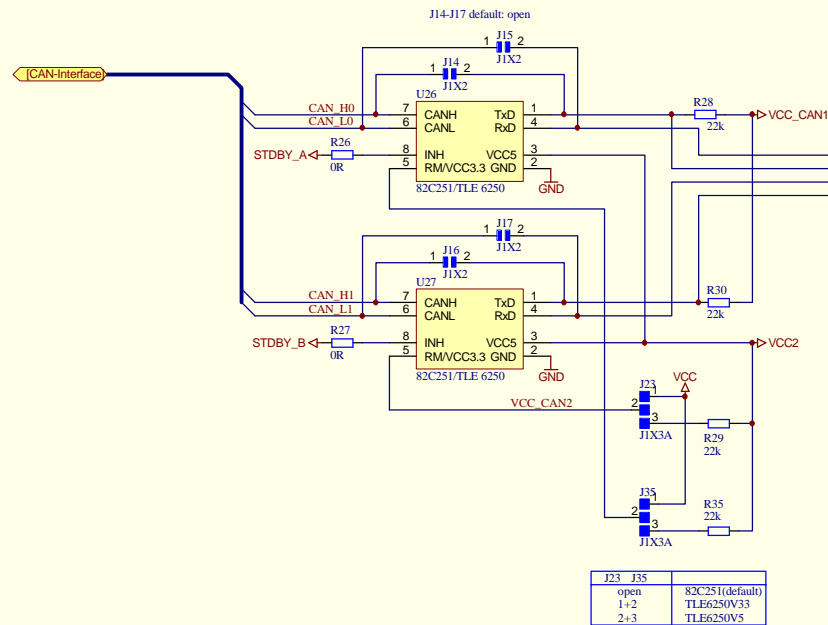 J14-J17 default: open
J15
1 2
J1X2
J14
1 2
J1X2
[CAN-Interface]
U26
R28
22k
VCC_CAN1
CAN_H0
CAN_L0
7 CANH TxD 1
6 CANL RxD 4
R26
STDBY_A
0R
8 INH VCC5 3
5 RM/VCC3.3 GND 2
82C251/TLE 6250
GND
J17
1 2
J1X2
J16
1 2
J1X2
U27
R30
22k
CAN_H1
CAN_L1
7 CANH TxD 1
6 CANL RxD 4
R27
STDBY_B
0R
8 INH VCC5 3
5 RM/VCC3.3 GND 2
82C251/TLE 6250
GND
VCC2
VCC
J23
1
VCC_CAN2
2
3
J1X3A
R29
22k
J35
1
2
3
J1X3A
R35
22k
J23 J35
open 82C251(default)
1+2 TLE6250V33
2+3 TLE6250V5